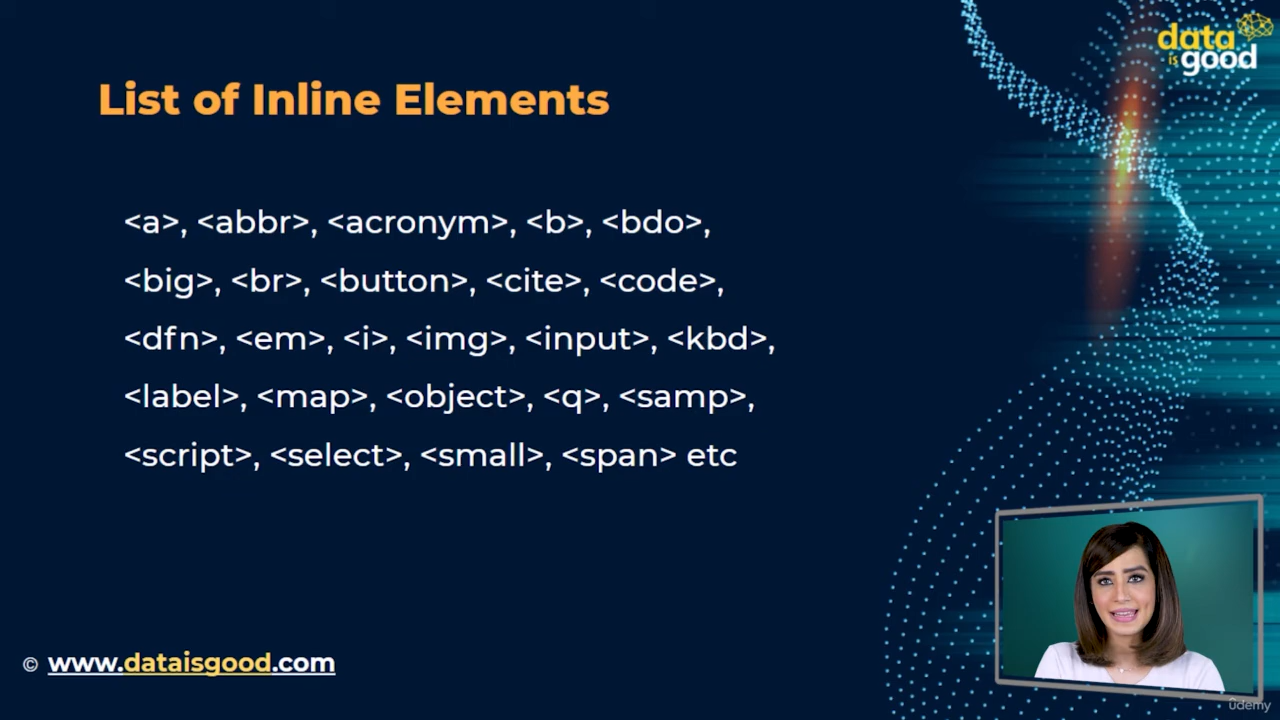 data
is good
List of Inline Elements
<a>, <abbr>, <acronym>, <b>, <bdo>,
<big>, <br>, <button>, <cite>, <code>,
<dfn>, <em>, <i>, <img>, <input>, <kbd>,
<label>, <map>, <object>, <q>, <samp>,
<script>, <select>, <small>, <span> etc
© www.dataisgood.com
udemy